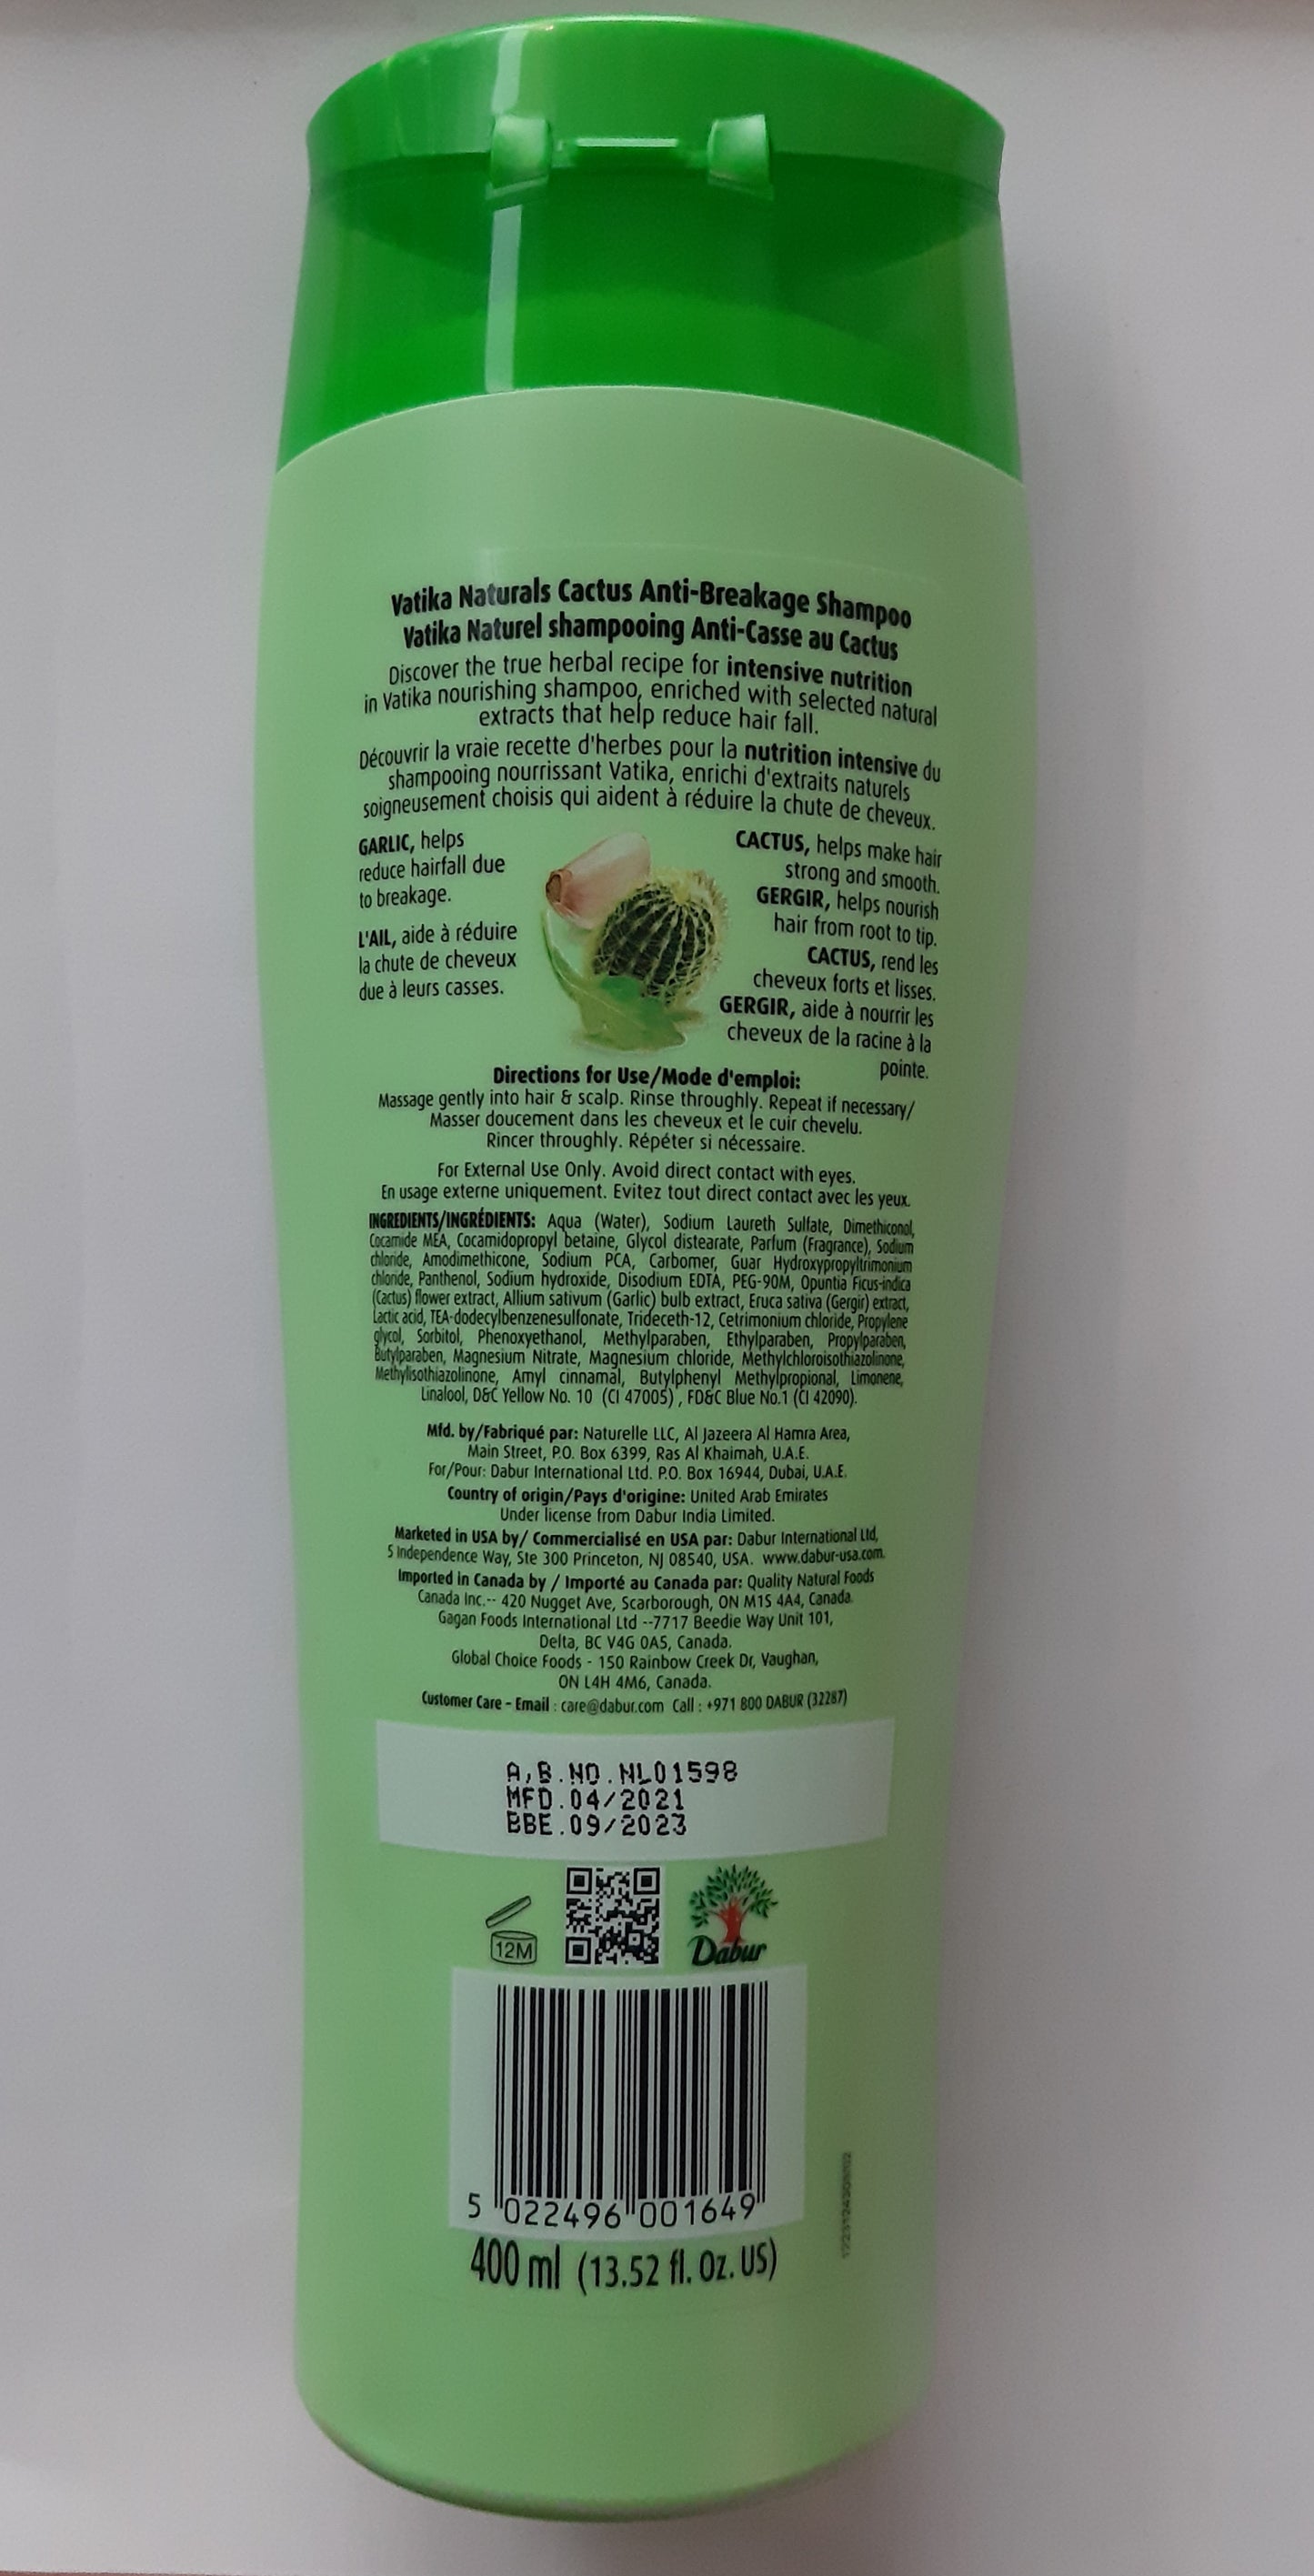 Vatika Naturals Cactus Anti-Breakage Shampoo
Vatika Naturel shampooing Anti-Casse au Cactus
Discover the true herbal recipe for intensive nutrition
in Vatika nourishing shampoo, enriched with selected natural
extracts that help reduce hair fall.
Découvrir la vraie recette d'herbes pour la nutrition intensive du
shampooing nourrissant Vatika, enrichi d'extraits naturels
soigneusement choisis qui aident à réduire la chute de cheveux.
GARLIC, helps
reduce hairfall due
to breakage.
L'AIL, aide à réduire
la chute de cheveux
due à leurs casses.
CACTUS, helps make hair
strong and smooth.
GERGIR, helps nourish
hair from root to tip.
CACTUS, rend les
cheveux forts et lisses.
GERGIR, aide à nourrir les
cheveux de la racine à la
pointe.
Directions for Use/Mode d'emploi:
Massage gently into hair & scalp. Rinse throughly. Repeat if necessary/
Masser doucement dans les cheveux et le cuir chevelu.
Rincer throughly. Répéter si nécessaire.
For External Use Only. Avoid direct contact with eyes.
En usage externe uniquement. Evitez tout direct contact avec les yeux.
INGREDIENTS/INGRÉDIENTS: Aqua (Water), Sodium Laureth Sulfate, Dimethiconol,
Cocamide MEA, Cocamidopropyl betaine, Glycol distearate, Parfum (Fragrance), Sodium
chloride, Amodimethicone, Sodium PCA, Carbomer, Guar Hydroxypropyltrimonium
chloride, Panthenol, Sodium hydroxide, Disodium EDTA, PEG-90M, Opuntia Ficus-indica
(Cactus) flower extract, Allium sativum (Garlic) bulb extract, Eruca sativa (Gergir) extract,
Lactic acid, TEA-dodecylbenzenesulfonate, Trideceth-12, Cetrimonium chloride, Propylene
glycol, Sorbitol, Phenoxyethanol, Methylparaben, Ethylparaben, Propylparaben,
Butylparaben, Magnesium Nitrate, Magnesium chloride, Methylchloroisothiazolinone,
Methylisothiazolinone, Amyl cinnamal, Butylphenyl Methylpropional, Limonene,
Linalool, D&C Yellow No. 10 (CI 47005) , FD&C Blue No.1 (CI 42090).
Mfd. by/Fabriqué par: Naturelle LLC, Al Jazeera Al Hamra Area,
Main Street, P.O. Box 6399, Ras Al Khaimah, U.A.E.
For/Pour: Dabur International Ltd. P.O. Box 16944, Dubai, U.A.E.
Country of origin/Pays d'origine: United Arab Emirates
Under license from Dabur India Limited.
Marketed in USA by/ Commercialisé en USA par: Dabur International Ltd,
5 Independence Way, Ste 300 Princeton, NJ 08540, USA. www.dabur-usa.com.
Imported in Canada by / Importé au Canada par: Quality Natural Foods
Canada Inc.-- 420 Nugget Ave, Scarborough, ON M1S 4A4, Canada.
Gagan Foods International Ltd --7717 Beedie Way Unit 101,
Delta, BC V4G 0A5, Canada.
Global Choice Foods - 150 Rainbow Creek Dr, Vaughan,
ON L4H 4M6, Canada.
Customer Care - Email : care@dabur.com Call : +971 800 DABUR (32287)
A,B.NO.NL01598
MFD.04/2021
BBE.09/2023
12M
Dabur
5 022496 001649
400 ml (13.52 fl. Oz. US)